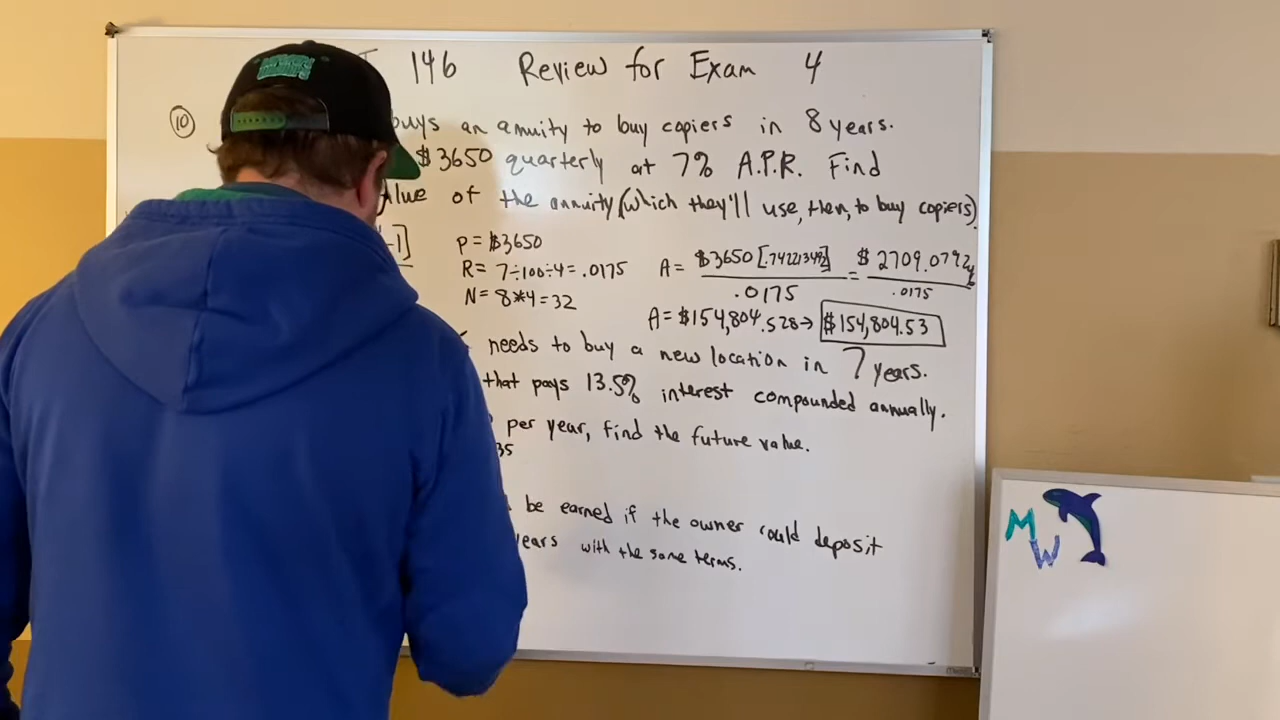 146 Review for Exam 4
10 buys an annuity to buy copiers in 8 years.
$3650 quarterly at 7% A.P.R. Find
alue of the annuity (which they'll use, then, to buy copiers).
-1]
P = $3650
R = 7÷100÷4 = .0175
N = 8*4 = 32
A = $3650 [.742213492] / .0175 = $2709.0792 / .0175
A = $154,804.528 → $154,804.53
needs to buy a new location in 7 years.
that pays 13.5% interest compounded annually.
per year, find the future value.
35
be earned if the owner could deposit
years with the same terms.
M
W